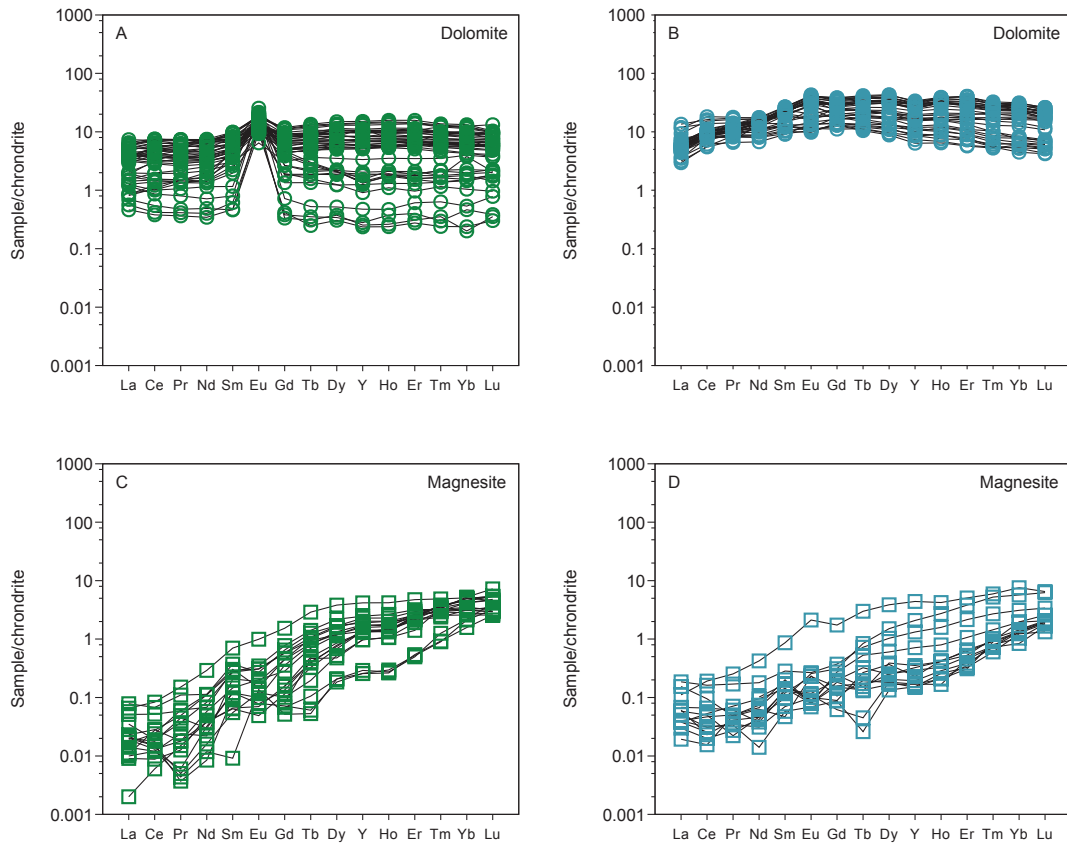 A Dolomite
Sample/chrondrite
1000
100
10
1
0.1
0.01
0.001
La Ce Pr Nd Sm Eu Gd Tb Dy Y Ho Er Tm Yb Lu
B Dolomite
Sample/chrondrite
1000
100
10
1
0.1
0.01
0.001
La Ce Pr Nd Sm Eu Gd Tb Dy Y Ho Er Tm Yb Lu
C Magnesite
Sample/chrondrite
1000
100
10
1
0.1
0.01
0.001
La Ce Pr Nd Sm Eu Gd Tb Dy Y Ho Er Tm Yb Lu
D Magnesite
Sample/chrondrite
1000
100
10
1
0.1
0.01
0.001
La Ce Pr Nd Sm Eu Gd Tb Dy Y Ho Er Tm Yb Lu